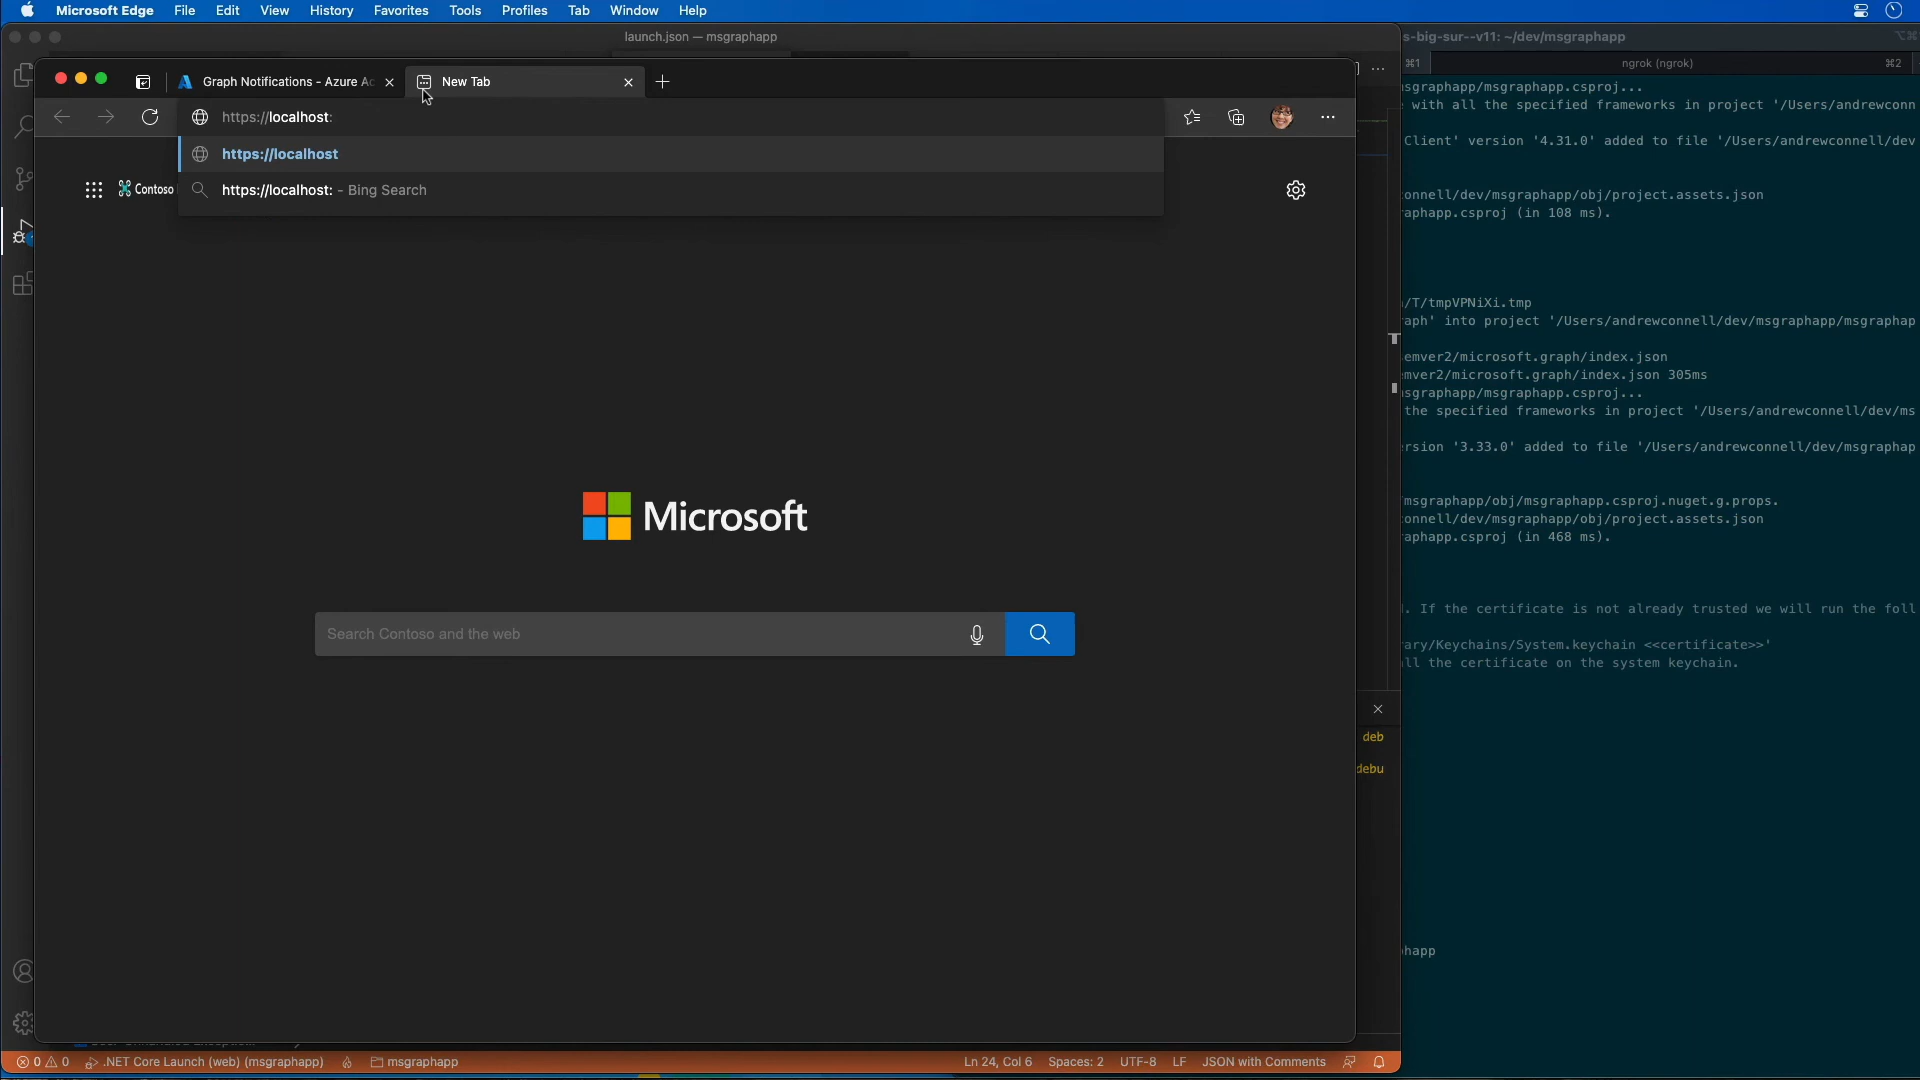 Microsoft Edge File Edit View History Favorites Tools Profiles Tab Window Help
launch.json — msgraphapp
s-big-sur--v11: ~/dev/msgraphapp
⌥⌘
Graph Notifications - Azure Ac
New Tab
⌘1
ngrok (ngrok)
⌘2
https://localhost:
https://localhost
https://localhost: - Bing Search
Contoso
Microsoft
Search Contoso and the web
sgraphapp/msgraphapp.csproj...
with all the specified frameworks in project '/Users/andrewconn
Client' version '4.31.0' added to file '/Users/andrewconnell/dev
onnell/dev/msgraphapp/obj/project.assets.json
raphapp.csproj (in 108 ms).
/T/tmpVPNiXi.tmp
raph' into project '/Users/andrewconnell/dev/msgraphapp/msgraphap
emver2/microsoft.graph/index.json
mver2/microsoft.graph/index.json 305ms
sgraphapp/msgraphapp.csproj...
the specified frameworks in project '/Users/andrewconnell/dev/ms
rsion '3.33.0' added to file '/Users/andrewconnell/dev/msgraphap
msgraphapp/obj/msgraphapp.csproj.nuget.g.props.
onnell/dev/msgraphapp/obj/project.assets.json
raphapp.csproj (in 468 ms).
. If the certificate is not already trusted we will run the foll
rary/Keychains/System.keychain <<certificate>>'
ll the certificate on the system keychain.
deb
debu
happ
0 0 .NET Core Launch (web) (msgraphapp) msgraphapp Ln 24, Col 6 Spaces: 2 UTF-8 LF JSON with Comments